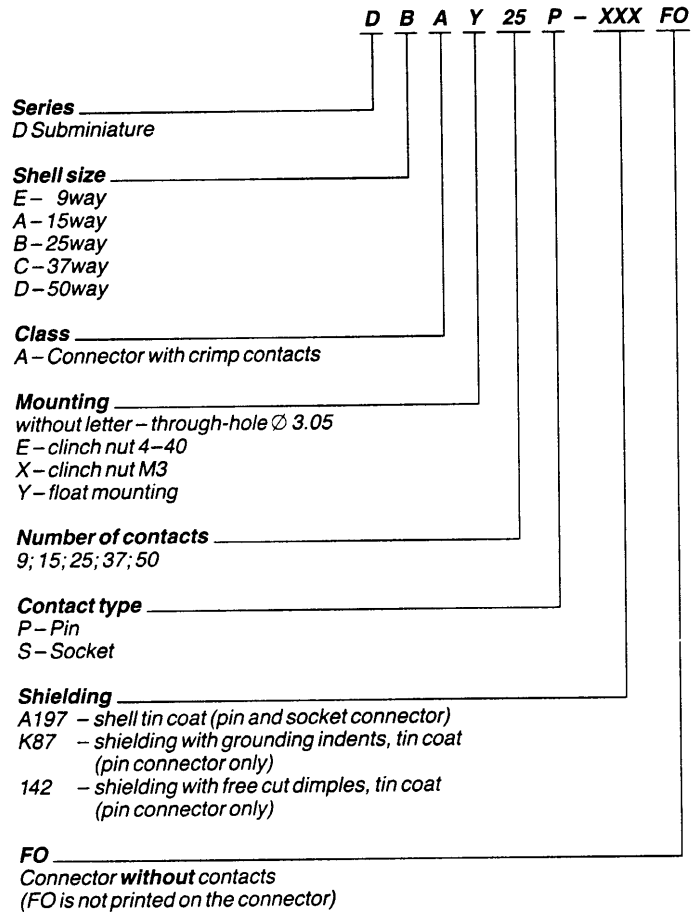 D B A Y 25 P – XXX FO
Series
D Subminiature
Shell size
E – 9way
A – 15way
B – 25way
C – 37way
D – 50way
Class
A – Connector with crimp contacts
Mounting
without letter – through-hole ∅ 3.05
E – clinch nut 4–40
X – clinch nut M3
Y – float mounting
Number of contacts
9; 15; 25; 37; 50
Contact type
P – Pin
S – Socket
Shielding
A197 – shell tin coat (pin and socket connector)
K87 – shielding with grounding indents, tin coat
(pin connector only)
142 – shielding with free cut dimples, tin coat
(pin connector only)
FO
Connector without contacts
(FO is not printed on the connector)